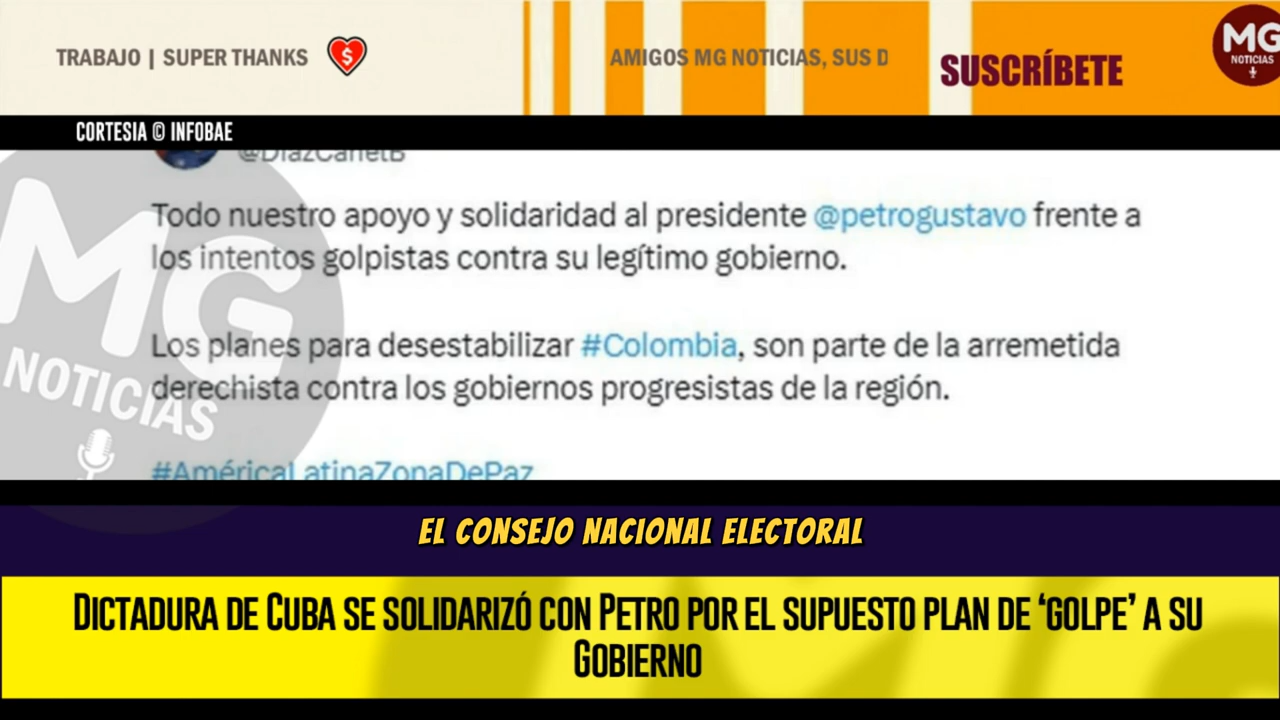 TRABAJO | SUPER THANKS
AMIGOS MG NOTICIAS, SUS D
SUSCRÍBETE
MG
NOTICIAS
CORTESIA © INFOBAE
@DiazCanelB
Todo nuestro apoyo y solidaridad al presidente @petrogustavo frente a
los intentos golpistas contra su legítimo gobierno.
Los planes para desestabilizar #Colombia, son parte de la arremetida
derechista contra los gobiernos progresistas de la región.
#AméricaLatinaZonaDePaz
MG
NOTICIAS
EL CONSEJO NACIONAL ELECTORAL
DICTADURA DE CUBA SE SOLIDARIZÓ CON PETRO POR EL SUPUESTO PLAN DE ‘GOLPE’ A SU
GOBIERNO